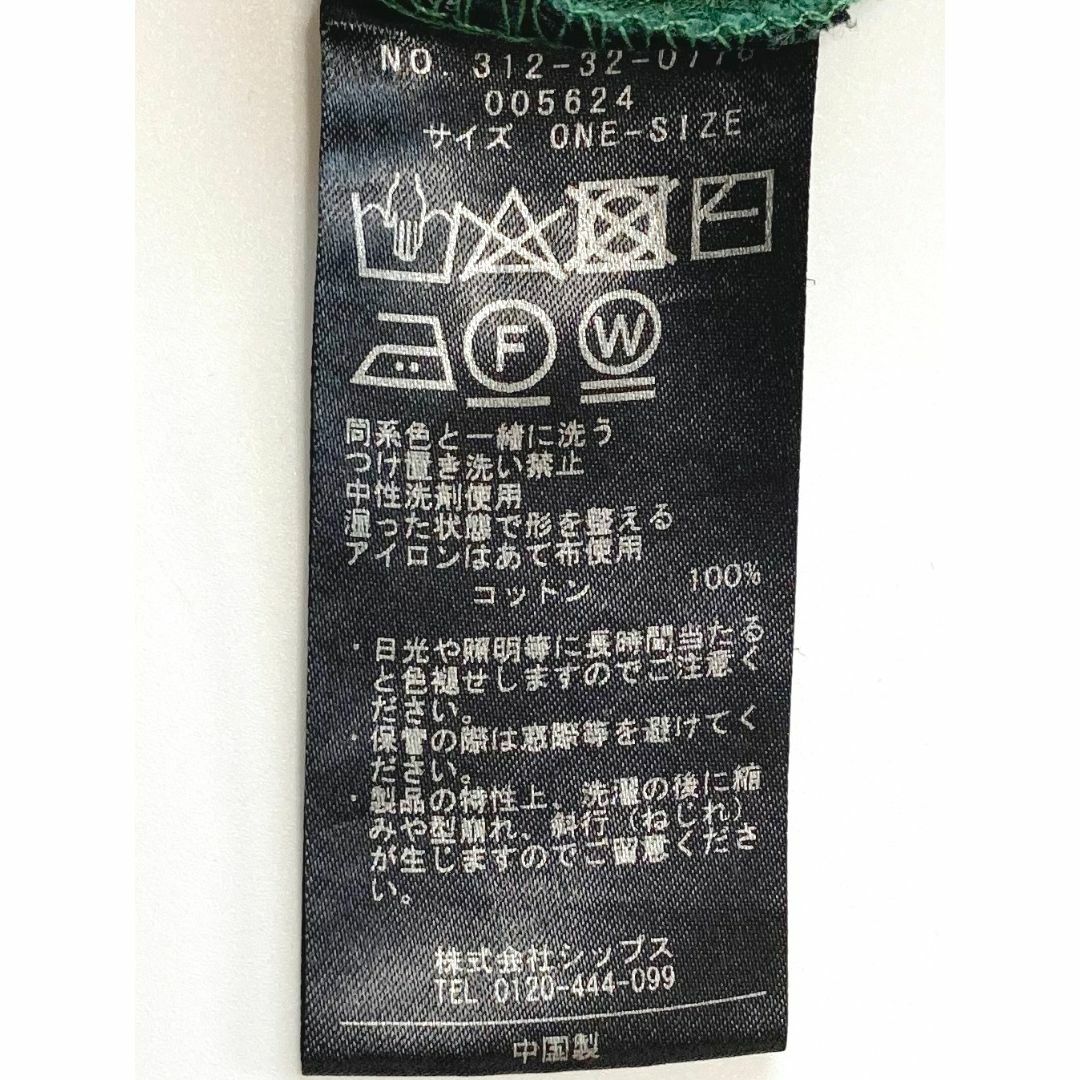 NO. 312-32-0776
005624
サイズ ONE-SIZE
F W
同系色と一緒に洗う
つけ置き洗い禁止
中性洗剤使用
湿った状態で形を整える
アイロンはあて布使用
コットン 100%
・日光や照明等に長時間当たる
と色褪せしますのでご注意く
ださい。
・保管の際は窓際等を避けてく
ださい。
・製品の特性上、洗濯の後に縮
みや型崩れ、斜行（ねじれ）
が生じますのでご留意くださ
い。
株式会社シップス
TEL 0120-444-099
中国製